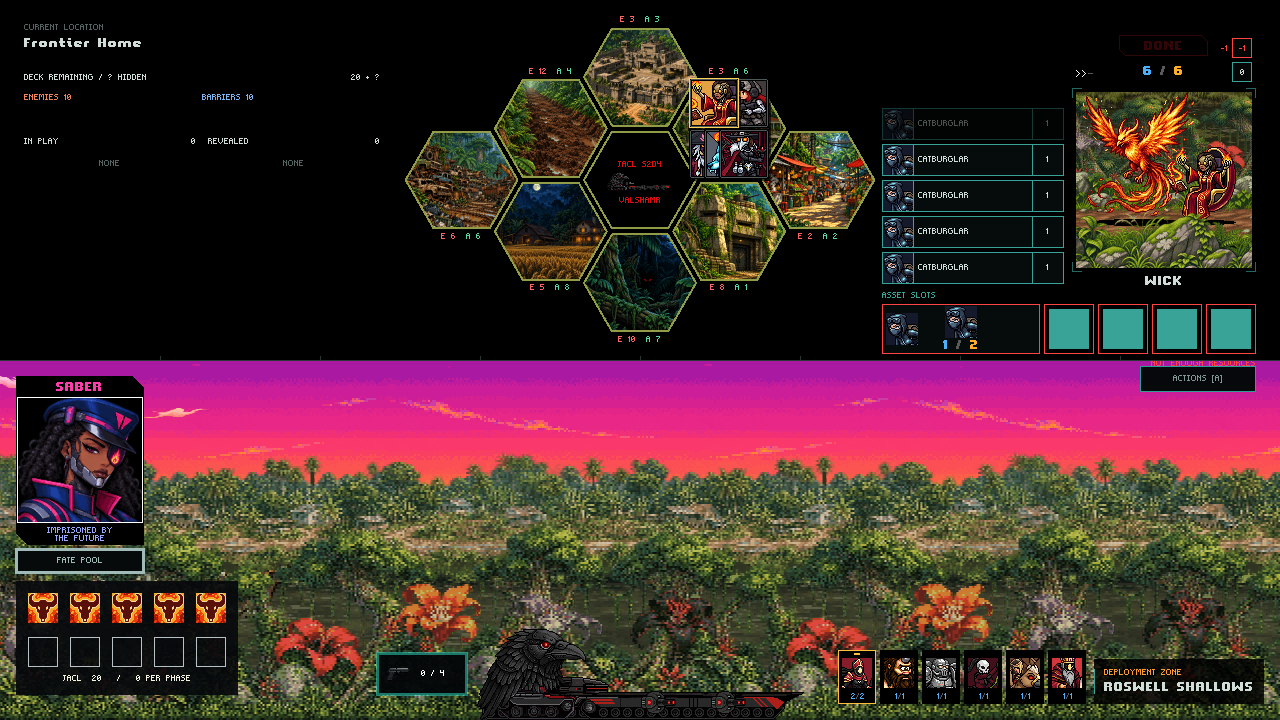 CURRENT LOCATION
Frontier Home
DECK REMAINING / ? HIDDEN 20 + ?
ENEMIES 10 BARRIERS 10
IN PLAY 0 REVEALED 0
NONE NONE
E 3 A 3
E 12 A 4
E 3 A 6
JACL S2D4
VALSHAMR
E 6 A 6
E 2 A 2
E 5 A 8
E 8 A 1
E 10 A 7
DONE
-1 -1
6 / 6
0
CATBURGLAR 1
CATBURGLAR 1
CATBURGLAR 1
CATBURGLAR 1
CATBURGLAR 1
WICK
ASSET SLOTS
1 / 2
NOT ENOUGH RESOURCES
ACTIONS [A]
SABER
IMPRISONED BY
THE FUTURE
FATE POOL
JACL 20 / 0 PER PHASE
0 / 4
2/2 1/1 1/1 1/1 1/1 1/1
DEPLOYMENT ZONE
ROSWELL SHALLOWS